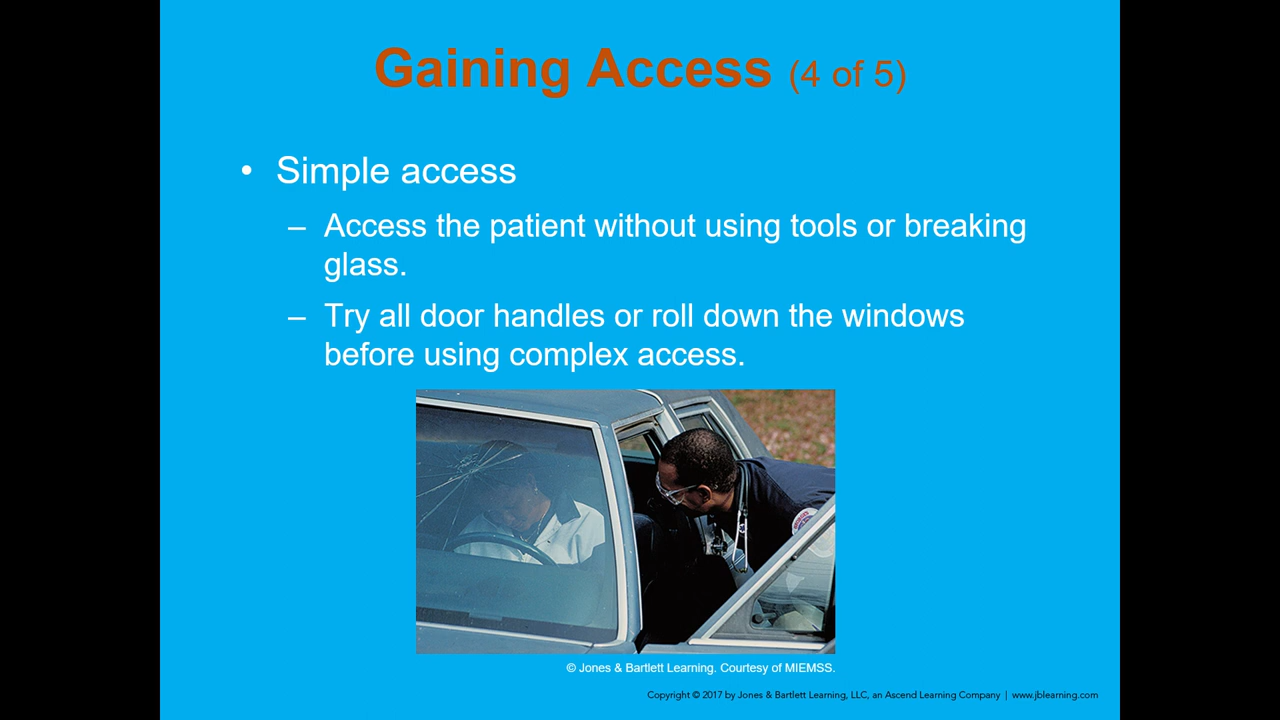 Gaining Access (4 of 5)
• Simple access
– Access the patient without using tools or breaking
glass.
– Try all door handles or roll down the windows
before using complex access.
© Jones & Bartlett Learning. Courtesy of MIEMSS.
Copyright © 2017 by Jones & Bartlett Learning, LLC, an Ascend Learning Company | www.jblearning.com